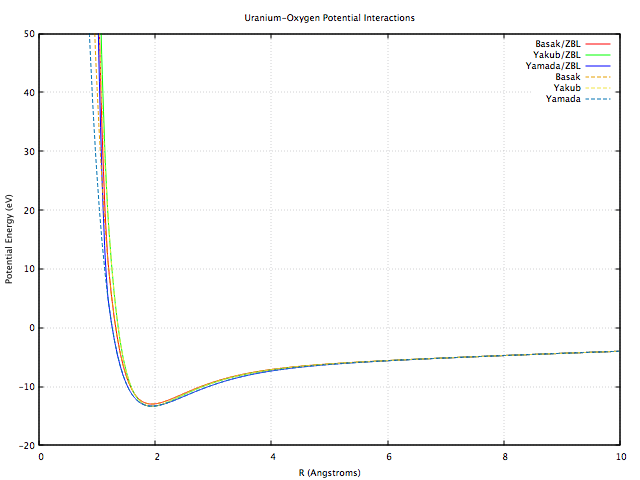 Uranium-Oxygen Potential Interactions
50
40
30
20
10
0
-10
-20
Potential Energy (eV)
Basak/ZBL
Yakub/ZBL
Yamada/ZBL
Basak
Yakub
Yamada
0 2 4 6 8 10
R (Angstroms)